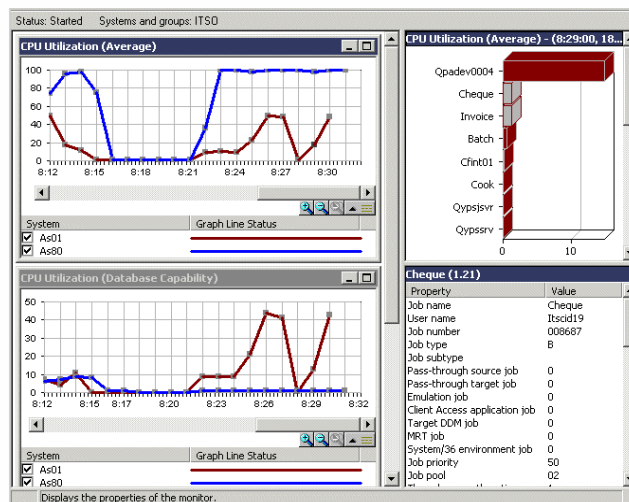 Status: Started Systems and groups: ITSO
CPU Utilization (Average)
100
80
60
40
20
0
8:12 8:15 8:18 8:21 8:24 8:27 8:30
System Graph Line Status
As01
As80
CPU Utilization (Database Capability)
50
40
30
20
10
0
8:12 8:15 8:17 8:20 8:23 8:26 8:29 8:32
System Graph Line Status
As01
As80
CPU Utilization (Average) - (8:29:00, 18...
Qpadev0004
Cheque
Invoice
Batch
Cfint01
Cook
Qypsjsvr
Qypssrv
0 10
Cheque (1.21)
Property Value
Job name Cheque
User name Itscid19
Job number 008687
Job type B
Job subtype
Pass-through source job 0
Pass-through target job 0
Emulation job 0
Client Access application job 0
Target DDM job 0
MRT job 0
System/36 environment job 0
Job priority 50
Job pool 02
Displays the properties of the monitor.